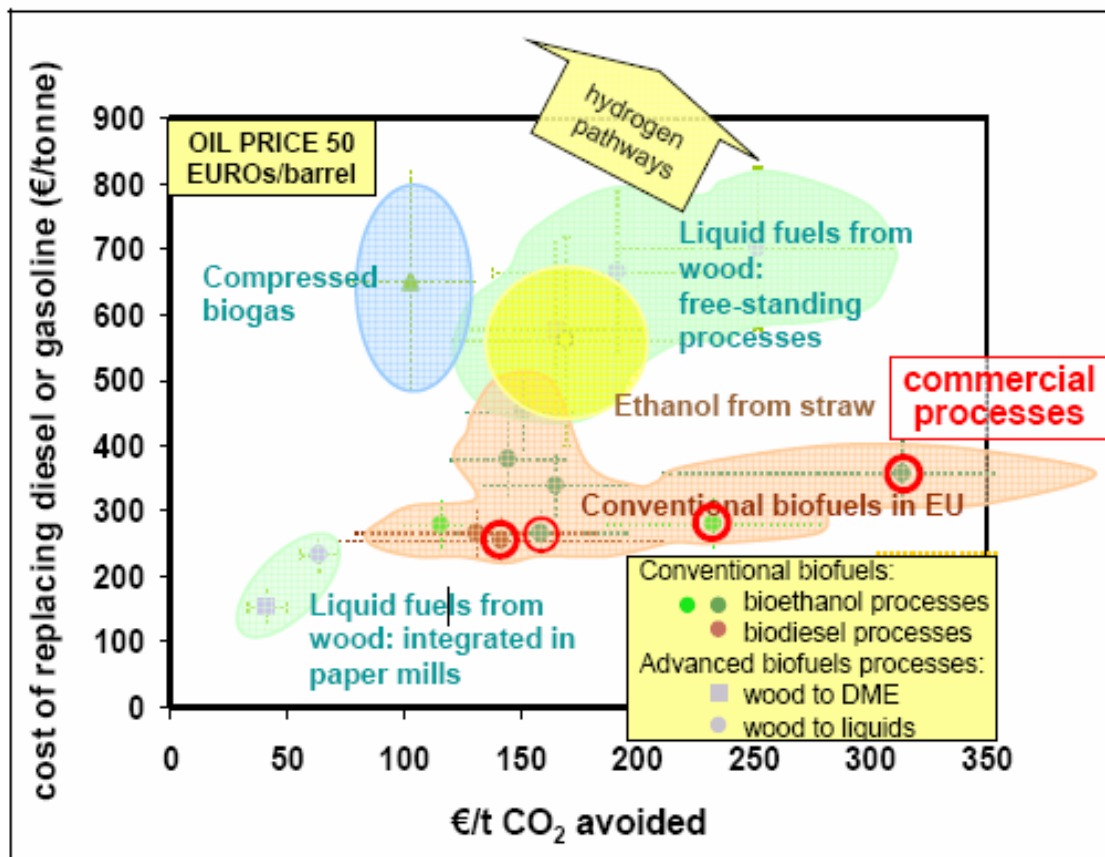 hydrogen
pathways
cost of replacing diesel or gasoline (€/tonne)
900
800
700
600
500
400
300
200
100
0
OIL PRICE 50
EUROs/barrel
Compressed
biogas
Liquid fuels from
wood:
free-standing
processes
Ethanol from straw
commercial
processes
Conventional biofuels in EU
Liquid fuels from
wood: integrated in
paper mills
Conventional biofuels:
bioethanol processes
biodiesel processes
Advanced biofuels processes:
wood to DME
wood to liquids
0 50 100 150 200 250 300 350
€/t CO₂ avoided